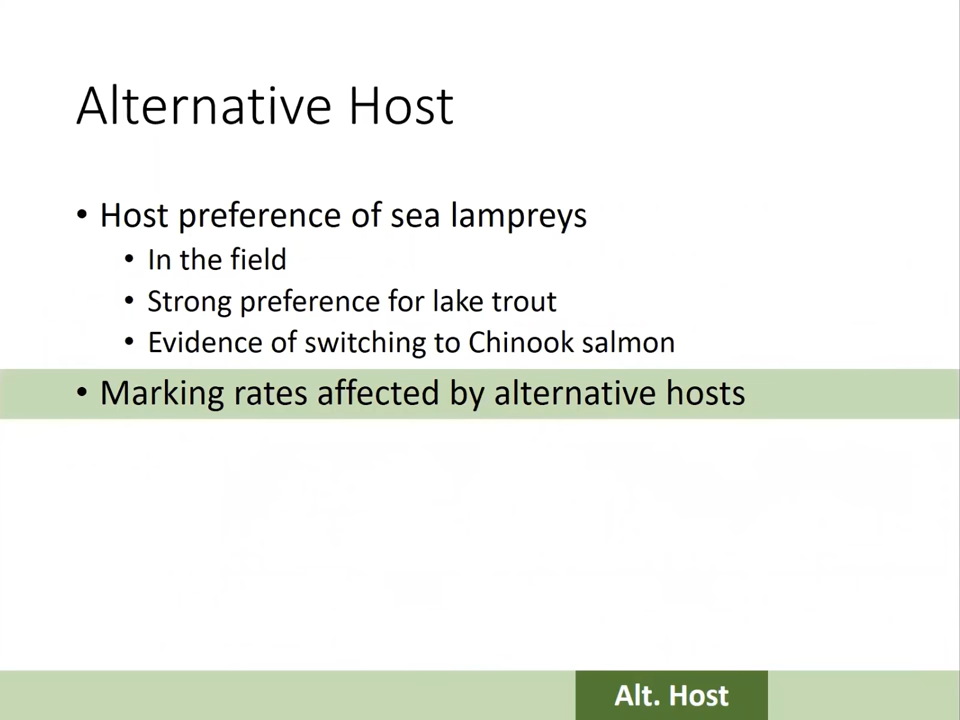 Alternative Host
• Host preference of sea lampreys
• In the field
• Strong preference for lake trout
• Evidence of switching to Chinook salmon
• Marking rates affected by alternative hosts
Alt. Host